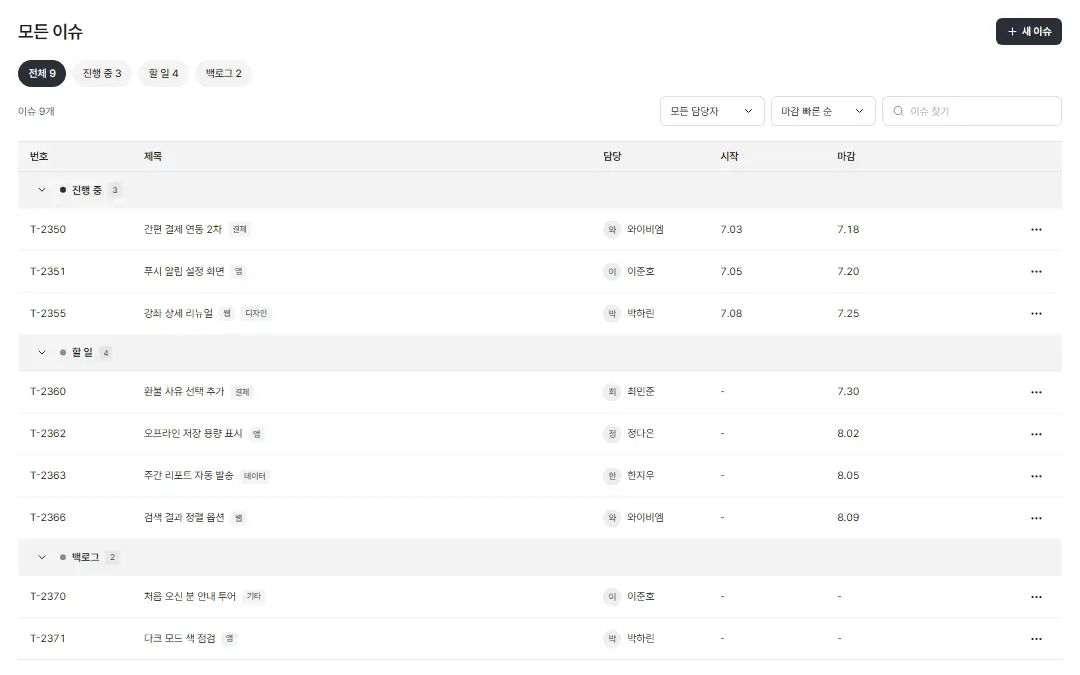 모든 이슈
+ 새 이슈
전체 9 진행 중 3 할 일 4 백로그 2
이슈 9개
모든 담당자 마감 빠른 순 이슈 찾기
번호 제목 담당 시작 마감
진행 중 3
T-2350 간편 결제 연동 2차 결제 와 와이비엠 7.03 7.18 ...
T-2351 푸시 알림 설정 화면 앱 이 이준호 7.05 7.20 ...
T-2355 강좌 상세 리뉴얼 웹 디자인 박 박하린 7.08 7.25 ...
할 일 4
T-2360 환불 사유 선택 추가 결제 최 최민준 - 7.30 ...
T-2362 오프라인 저장 용량 표시 앱 정 정다은 - 8.02 ...
T-2363 주간 리포트 자동 발송 데이터 한 한지우 - 8.05 ...
T-2366 검색 결과 정렬 옵션 웹 와 와이비엠 - 8.09 ...
백로그 2
T-2370 처음 오신 분 안내 투어 기타 이 이준호 - - ...
T-2371 다크 모드 색 점검 앱 박 박하린 - - ...